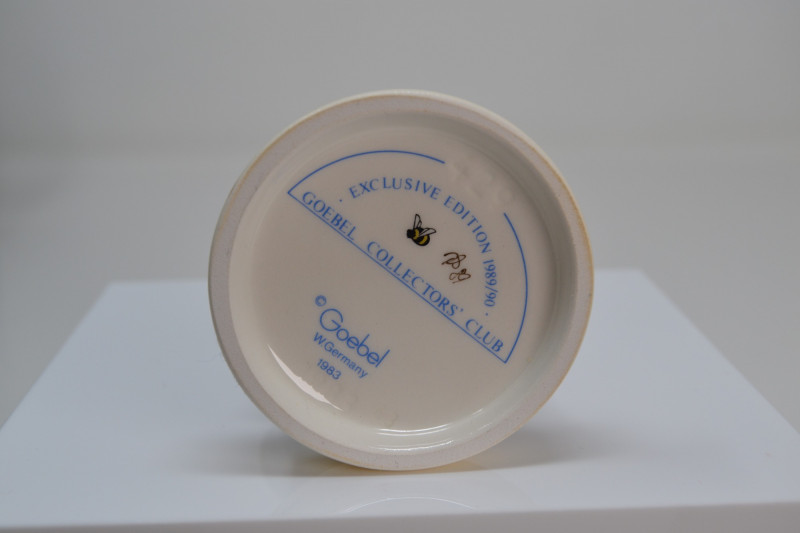 · EXCLUSIVE EDITION 1989/90 ·
GOEBEL COLLECTORS' CLUB
© Goebel
W.Germany
1983